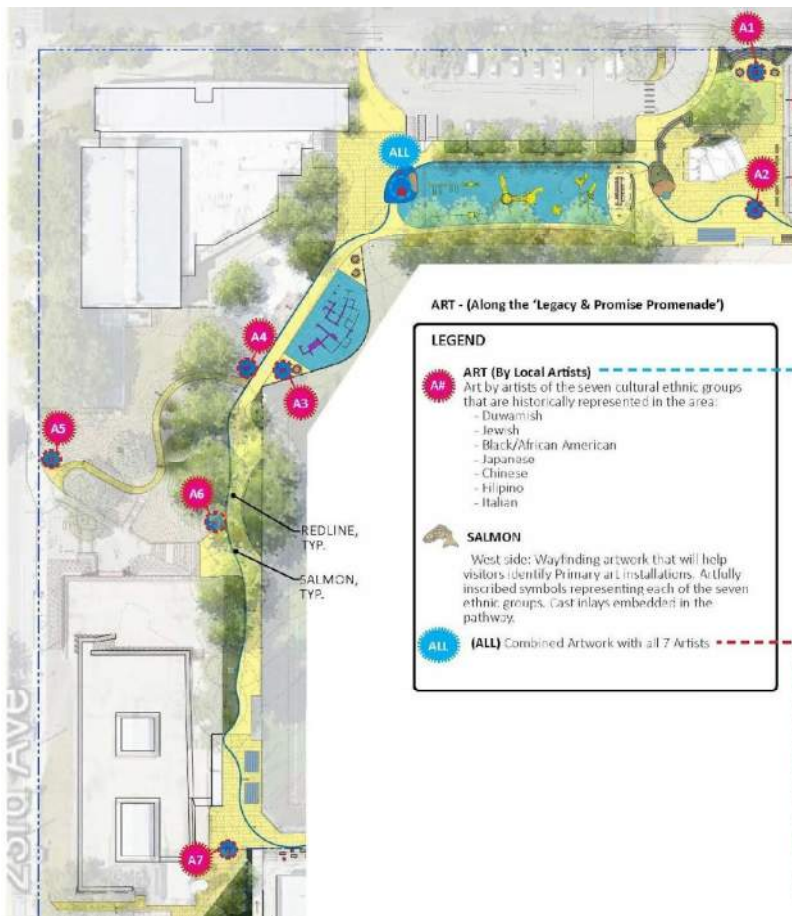 A1
ALL
A2
ART - (Along the 'Legacy & Promise Promenade')
LEGEND
A4
ART (By Local Artists)
A#
Art by artists of the seven cultural ethnic groups
that are historically represented in the area:
A3
- Duwamish
- Jewish
- Black/African American
A5
- Japanese
- Chinese
- Filipino
- Italian
A6
REDLINE,
TYP.
SALMON
SALMON,
TYP.
West side: Wayfinding artwork that will help
visitors identify Primary art installations. Artfully
inscribed symbols representing each of the seven
ethnic groups. Cast inlays embedded in the
pathway.
ALL
(ALL) Combined Artwork with all 7 Artists
23rd Ave
A7